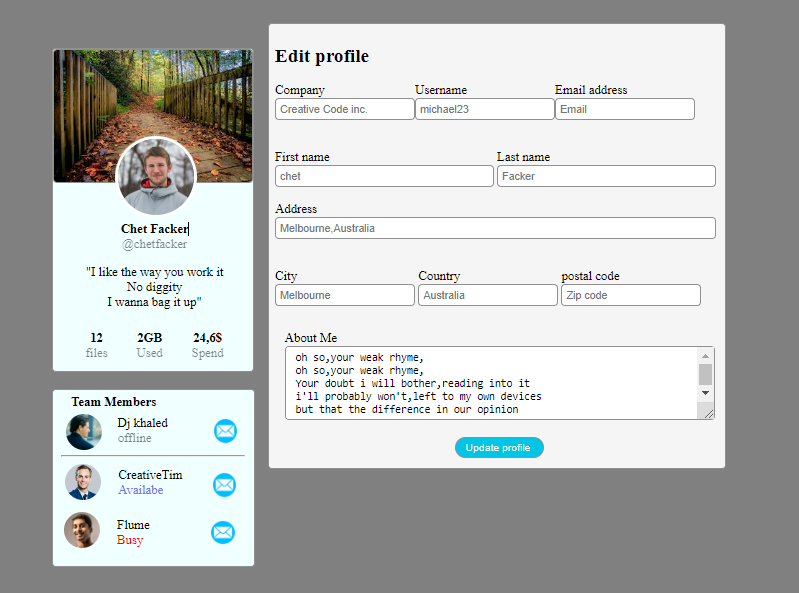 Chet Facker
@chetfacker
"I like the way you work it
No diggity
I wanna bag it up"
12 2GB 24,6$
files Used Spend
Team Members
Dj khaled
offline
CreativeTim
Availabe
Flume
Busy
Edit profile
Company Username Email address
Creative Code inc. michael23 Email
First name Last name
chet Facker
Address
Melbourne,Australia
City Country postal code
Melbourne Australia Zip code
About Me
oh so,your weak rhyme,
oh so,your weak rhyme,
Your doubt i will bother,reading into it
i'll probably won't,left to my own devices
but that the difference in our opinion
Update profile